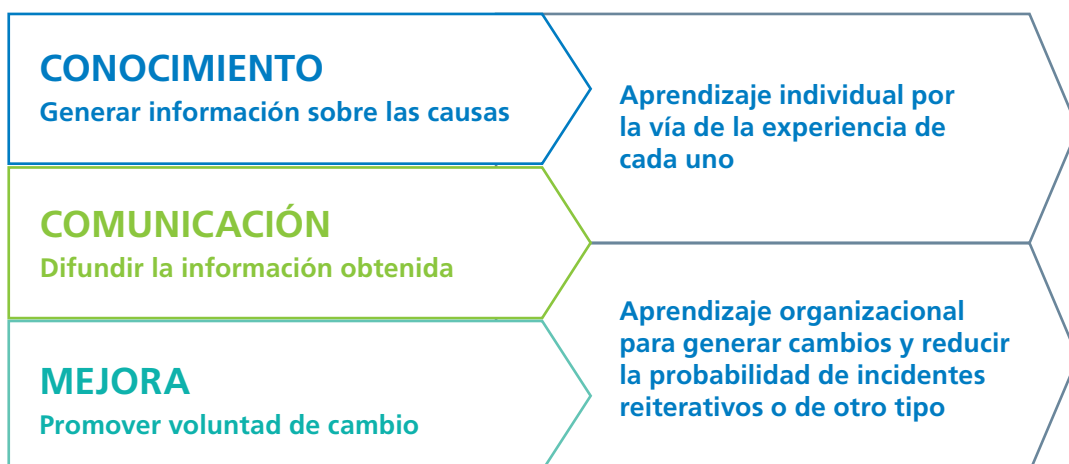 CONOCIMIENTO
Generar información sobre las causas
COMUNICACIÓN
Difundir la información obtenida
MEJORA
Promover voluntad de cambio
Aprendizaje individual por
la vía de la experiencia de
cada uno
Aprendizaje organizacional
para generar cambios y reducir
la probabilidad de incidentes
reiterativos o de otro tipo